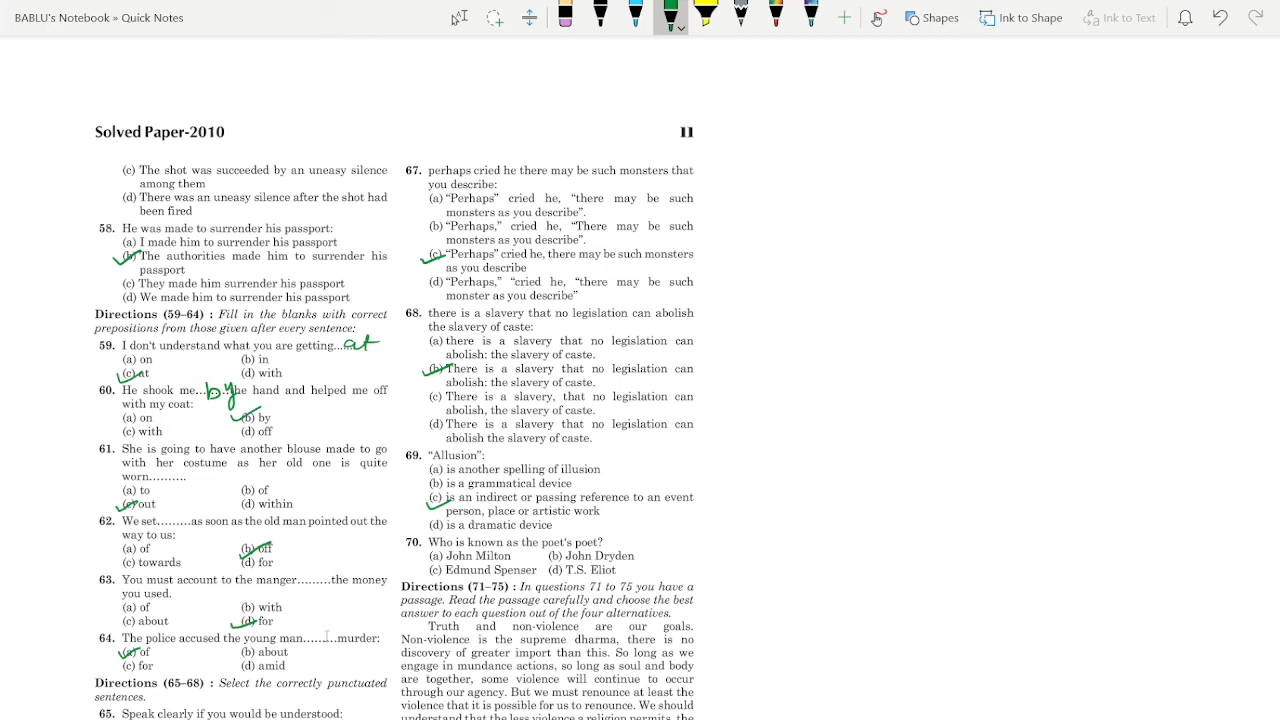 BABLU's Notebook » Quick Notes
Shapes
Ink to Shape
Ink to Text
Solved Paper-2010
11
(c) The shot was succeeded by an uneasy silence
among them
(d) There was an uneasy silence after the shot had
been fired
58. He was made to surrender his passport:
(a) I made him to surrender his passport
(b) The authorities made him to surrender his
passport
(c) They made him surrender his passport
(d) We made him to surrender his passport
Directions (59–64) : Fill in the blanks with correct
prepositions from those given after every sentence:
59. I don't understand what you are getting...... at
(a) on (b) in
(c) at (d) with
60. He shook me......... by the hand and helped me off
with my coat:
(a) on (b) by
(c) with (d) off
61. She is going to have another blouse made to go
with her costume as her old one is quite
worn..........
(a) to (b) of
(c) out (d) within
62. We set.........as soon as the old man pointed out the
way to us:
(a) of (b) off
(c) towards (d) for
63. You must account to the manger.........the money
you used.
(a) of (b) with
(c) about (d) for
64. The police accused the young man.........murder:
(a) of (b) about
(c) for (d) amid
Directions (65–68) : Select the correctly punctuated
sentences.
65. Speak clearly if you would be understood:
67. perhaps cried he there may be such monsters that
you describe:
(a) “Perhaps” cried he, “there may be such
monsters as you describe”.
(b) “Perhaps,” cried he, “There may be such
monsters as you describe”.
(c) “Perhaps” cried he, there may be such monsters
as you describe
(d) “Perhaps,” “cried he, “there may be such
monster as you describe”
68. there is a slavery that no legislation can abolish
the slavery of caste:
(a) there is a slavery that no legislation can
abolish: the slavery of caste.
(b) There is a slavery that no legislation can
abolish: the slavery of caste.
(c) There is a slavery, that no legislation can
abolish, the slavery of caste.
(d) There is a slavery that no legislation can
abolish the slavery of caste.
69. “Allusion”:
(a) is another spelling of illusion
(b) is a grammatical device
(c) is an indirect or passing reference to an event
person, place or artistic work
(d) is a dramatic device
70. Who is known as the poet's poet?
(a) John Milton (b) John Dryden
(c) Edmund Spenser (d) T.S. Eliot
Directions (71–75) : In questions 71 to 75 you have a
passage. Read the passage carefully and choose the best
answer to each question out of the four alternatives.
Truth and non-violence are our goals.
Non-violence is the supreme dharma, there is no
discovery of greater import than this. So long as we
engage in mundance actions, so long as soul and body
are together, some violence will continue to occur
through our agency. But we must renounce at least the
violence that it is possible for us to renounce. We should
understand that the less violence a religion permits, the